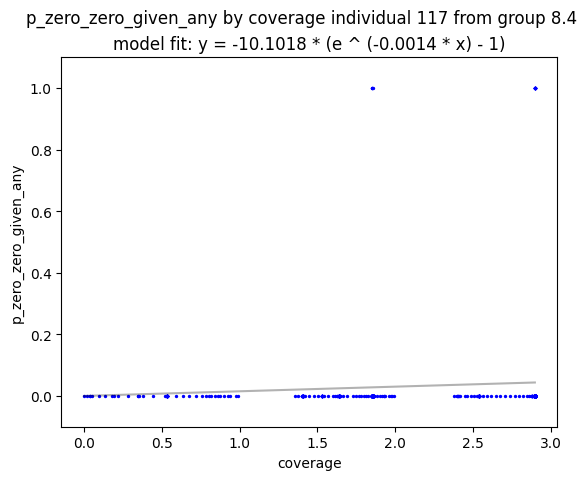 p_zero_zero_given_any by coverage individual 117 from group 8.4
model fit: y = -10.1018 * (e ^ (-0.0014 * x) - 1)
1.0
0.8
0.6
0.4
0.2
0.0
p_zero_zero_given_any
0.0 0.5 1.0 1.5 2.0 2.5 3.0
coverage